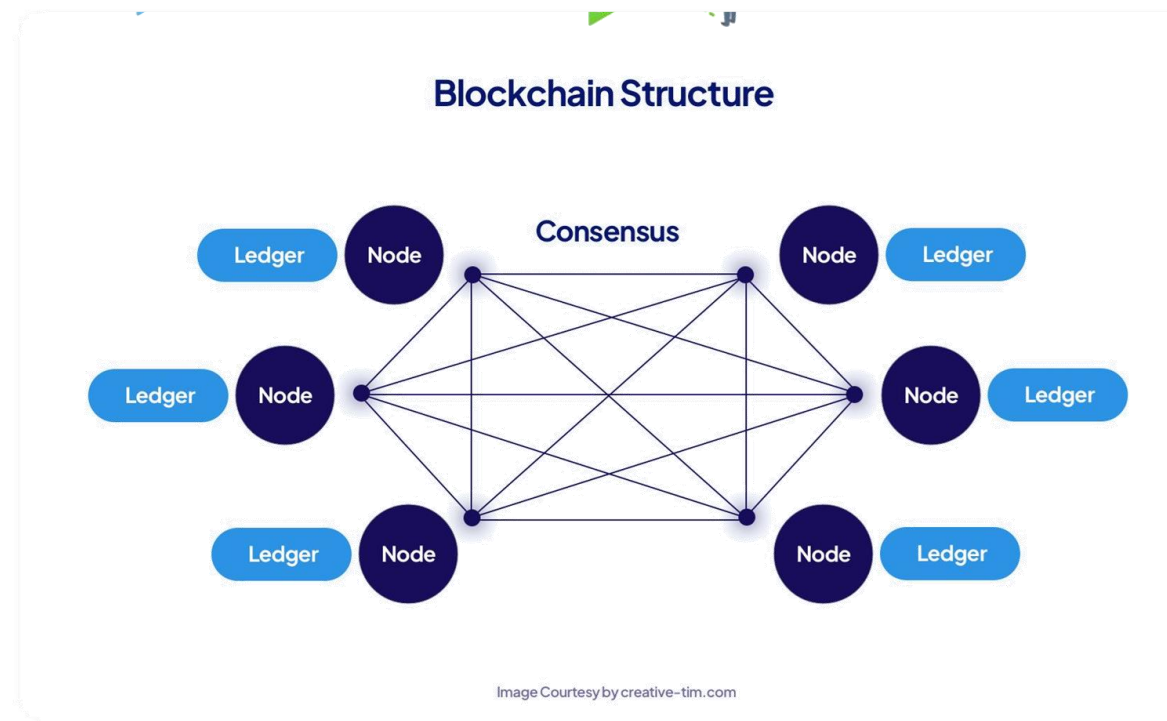 Blockchain Structure
Consensus
Ledger Node Node Ledger
Ledger Node Node Ledger
Ledger Node Node Ledger
Image Courtesy by creative-tim.com